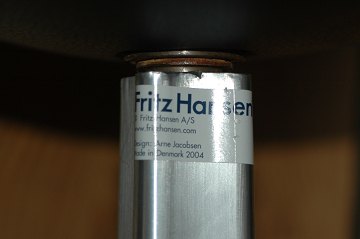 Fritz Hansen
Fritz Hansen A/S
www.fritzhansen.com
design: Arne Jacobsen
Made in Denmark 2004